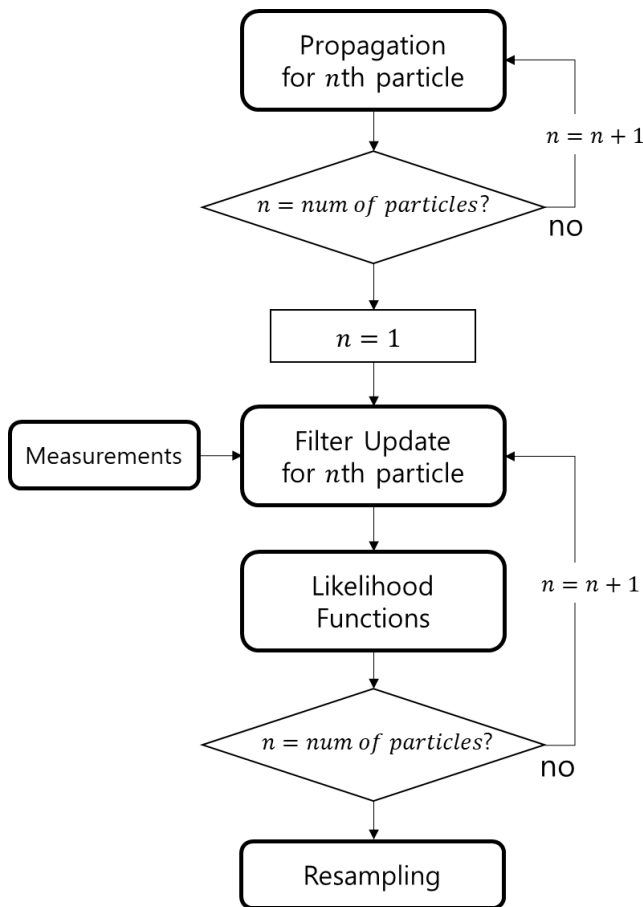 Propagation
for nth particle
n = n + 1
n = num of particles?
no
n = 1
Measurements
Filter Update
for nth particle
Likelihood
Functions
n = n + 1
n = num of particles?
no
Resampling